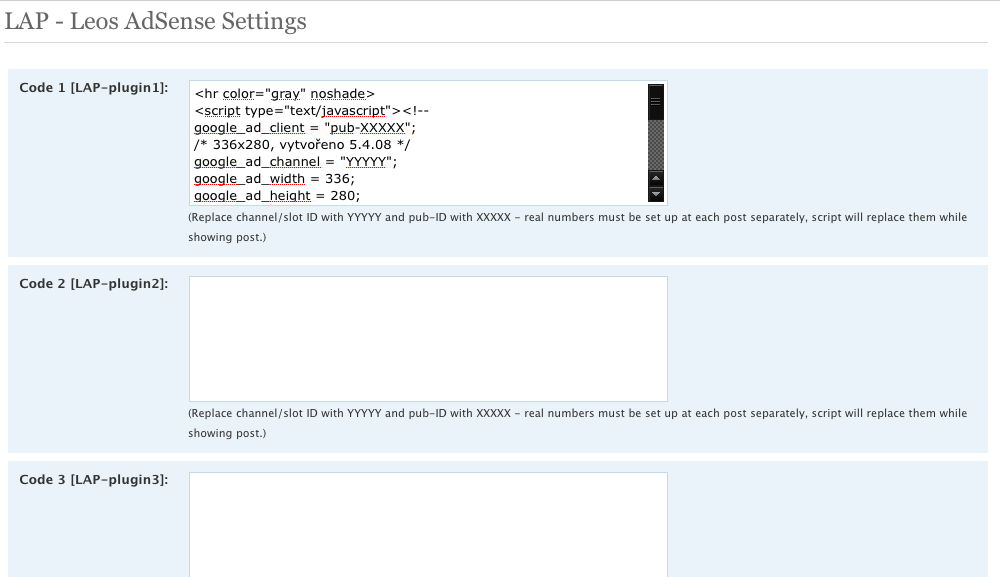 LAP - Leos AdSense Settings
Code 1 [LAP-plugin1]:
<hr color="gray" noshade>
<script type="text/javascript"><!--
google_ad_client = "pub-XXXXX";
/* 336x280, vytvořeno 5.4.08 */
google_ad_channel = "YYYYY";
google_ad_width = 336;
google_ad_height = 280;
(Replace channel/slot ID with YYYYY and pub-ID with XXXXX - real numbers must be set up at each post separately, script will replace them while
showing post.)
Code 2 [LAP-plugin2]:
(Replace channel/slot ID with YYYYY and pub-ID with XXXXX - real numbers must be set up at each post separately, script will replace them while
showing post.)
Code 3 [LAP-plugin3]: